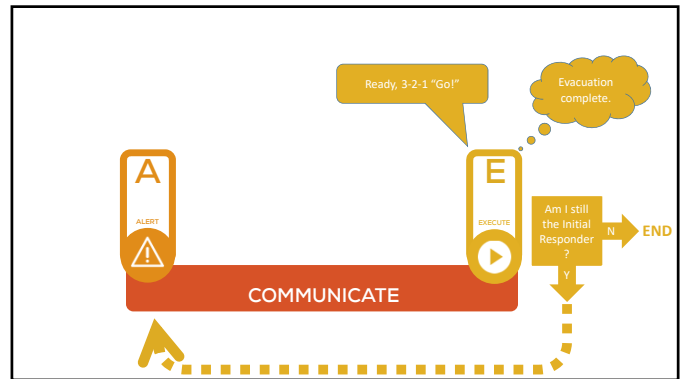 Ready, 3-2-1 “Go!”
Evacuation
complete.
A
ALERT
E
EXECUTE
Am I still
the Initial
Responder
?
N
END
Y
COMMUNICATE